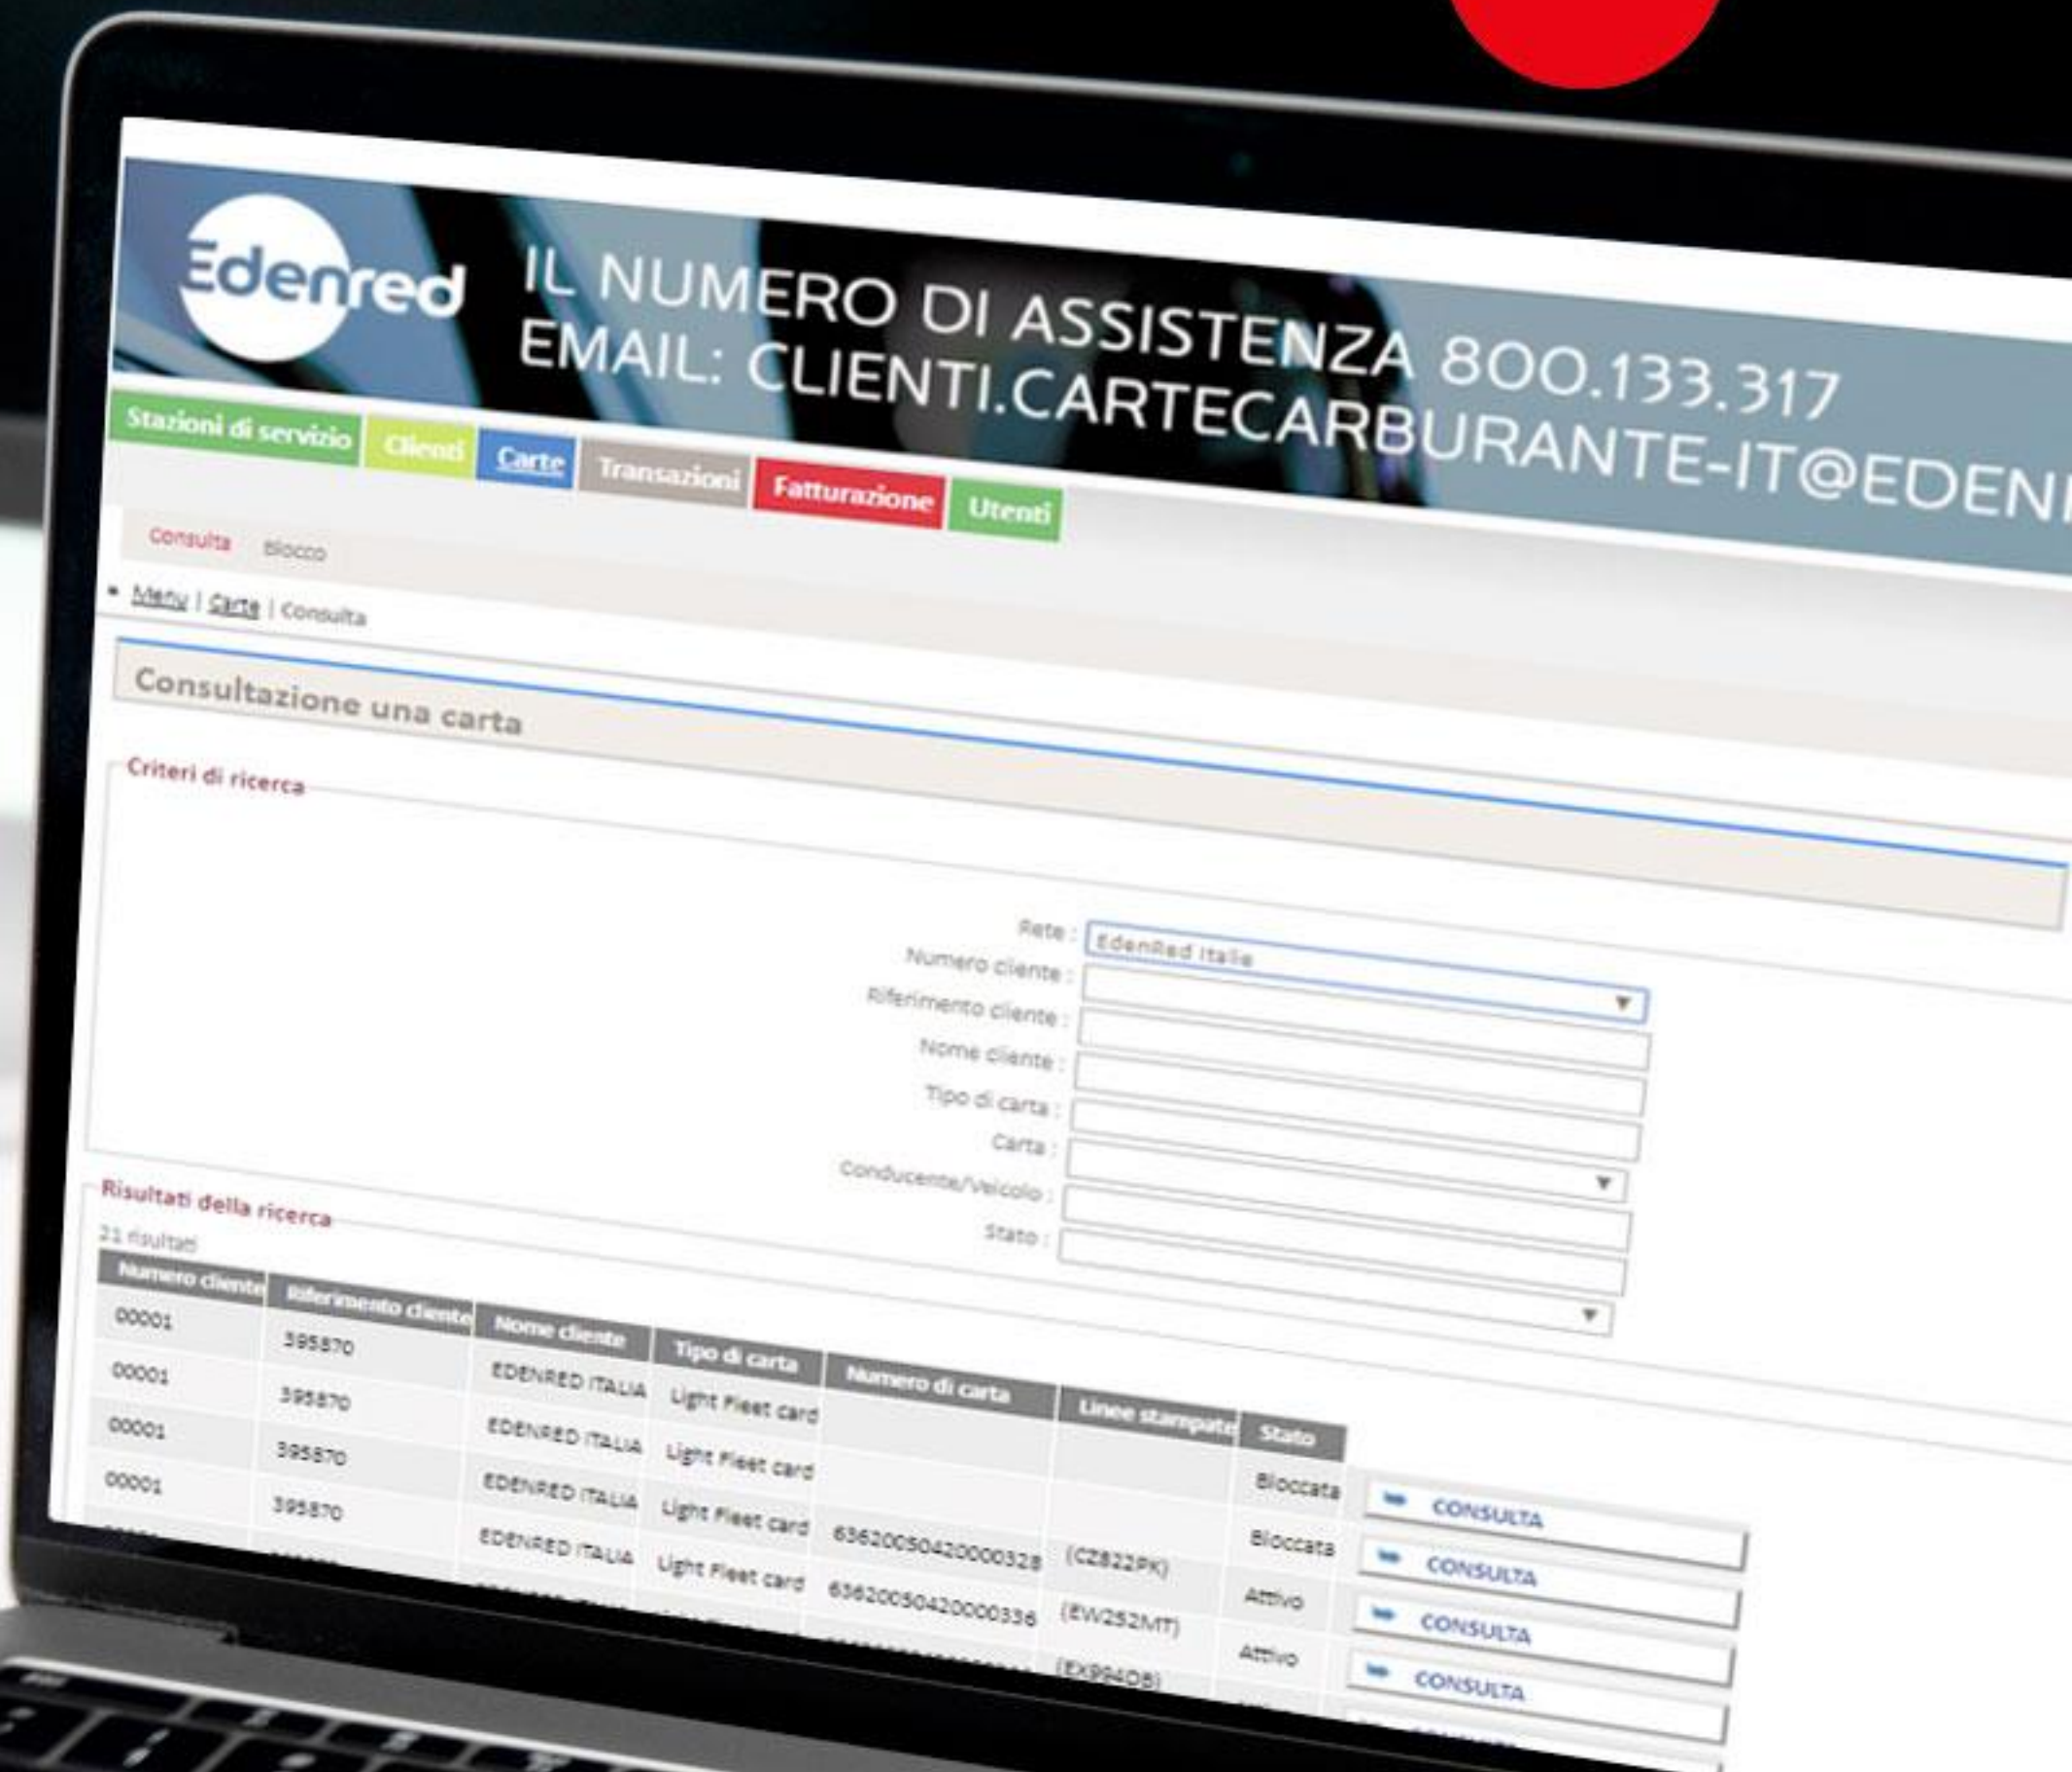 Edenred
IL NUMERO DI ASSISTENZA 800.133.317
EMAIL: CLIENTI.CARTECARBURANTE-IT@EDEN
Stazioni di servizio Clienti Carte Transazioni Fatturazione Utenti
Consulta Blocco
Menu | Carte | Consulta
Consultazione una carta
Criteri di ricerca
Rete : EdenRed Italie
Numero cliente :
Riferimento cliente :
Nome cliente :
Tipo di carta :
Carta :
Conducente/Veicolo :
Stato :
Risultati della ricerca
21 risultati
Numero cliente Riferimento cliente Nome cliente Tipo di carta Numero di carta Linee stampate Stato
00001 395870 EDENRED ITALIA Light Fleet card Bloccata CONSULTA
00001 395870 EDENRED ITALIA Light Fleet card Bloccata CONSULTA
00001 395870 EDENRED ITALIA Light Fleet card 63620050420000328 (CZ822PK) Attivo CONSULTA
00001 395870 EDENRED ITALIA Light Fleet card 63620050420000336 (EW252MT) Attivo CONSULTA
(EX994DB)